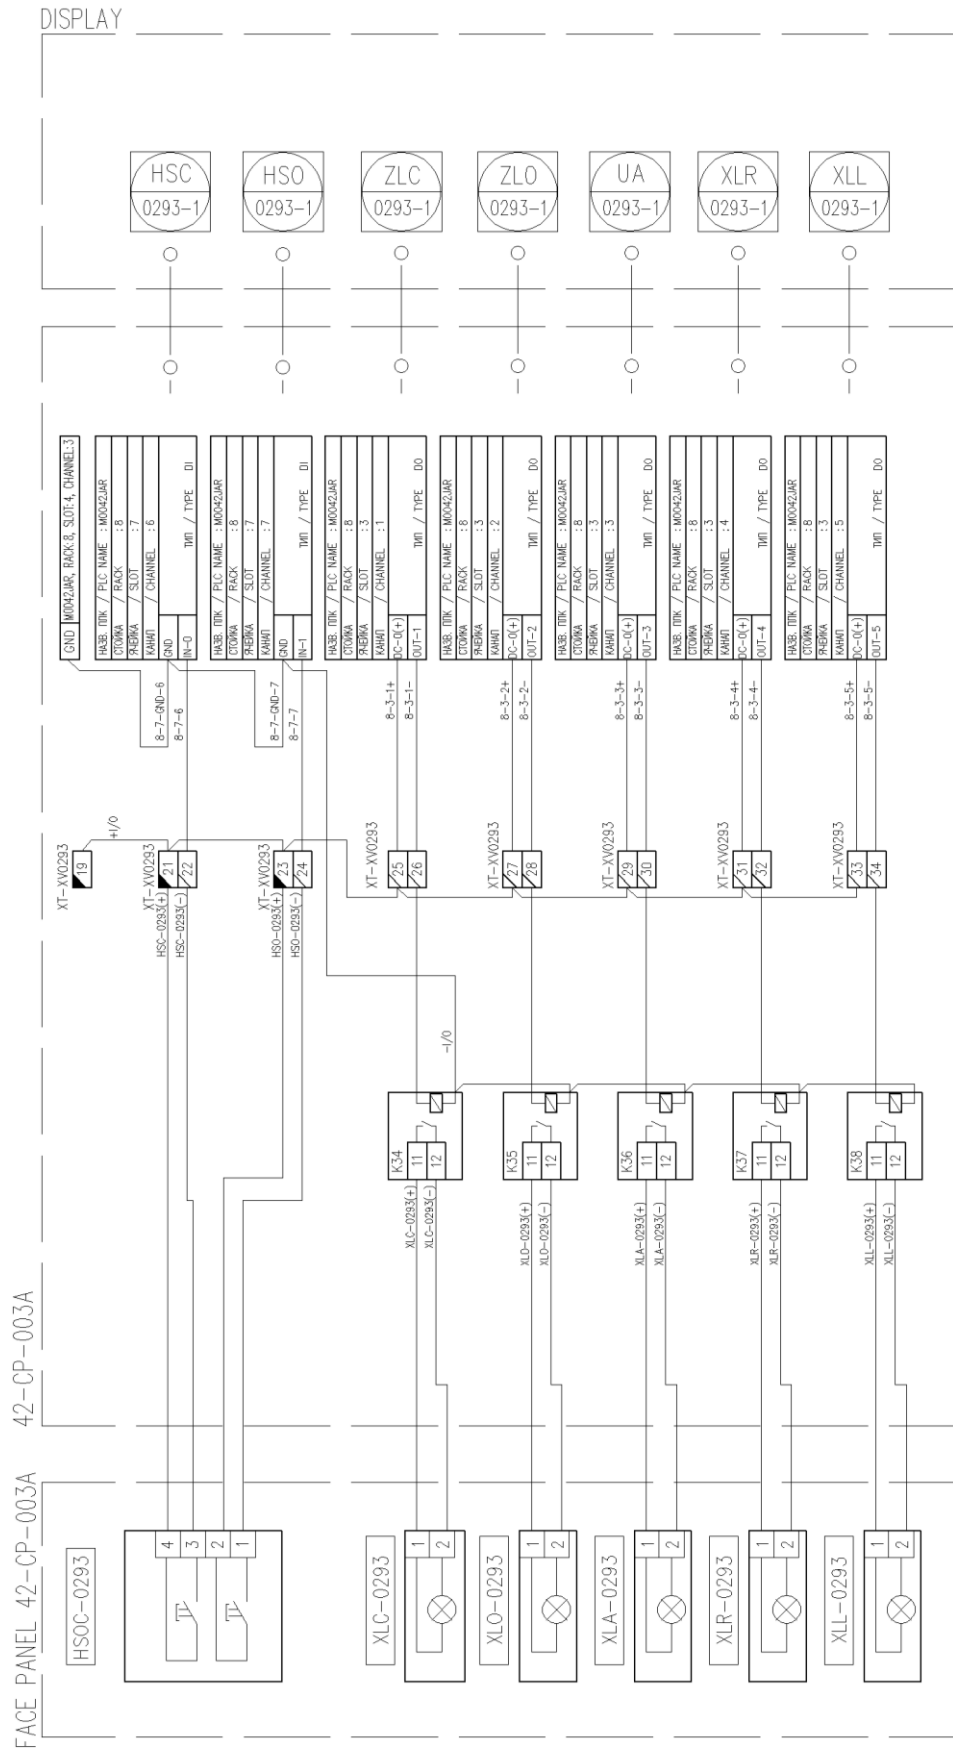 DISPLAY
HSC
0293-1
HSO
0293-1
ZLC
0293-1
ZLO
0293-1
UA
0293-1
XLR
0293-1
XLL
0293-1
GND M0042JAR, RACK:8, SLOT:4, CHANNEL:3
НАЗВ. ППК / PLC NAME :M0042JAR
СТОЙКА / RACK :8
ЯЧЕЙКА / SLOT :7
КАНАЛ / CHANNEL :6
GND
IN-0 ТИП / TYPE DI
НАЗВ. ППК / PLC NAME :M0042JAR
СТОЙКА / RACK :8
ЯЧЕЙКА / SLOT :7
КАНАЛ / CHANNEL :7
GND
IN-1 ТИП / TYPE DI
НАЗВ. ППК / PLC NAME :M0042JAR
СТОЙКА / RACK :8
ЯЧЕЙКА / SLOT :3
КАНАЛ / CHANNEL :1
DC-0(+)
OUT-1 ТИП / TYPE DO
НАЗВ. ППК / PLC NAME :M0042JAR
СТОЙКА / RACK :8
ЯЧЕЙКА / SLOT :3
КАНАЛ / CHANNEL :2
DC-0(+)
OUT-2 ТИП / TYPE DO
НАЗВ. ППК / PLC NAME :M0042JAR
СТОЙКА / RACK :8
ЯЧЕЙКА / SLOT :3
КАНАЛ / CHANNEL :3
DC-0(+)
OUT-3 ТИП / TYPE DO
НАЗВ. ППК / PLC NAME :M0042JAR
СТОЙКА / RACK :8
ЯЧЕЙКА / SLOT :3
КАНАЛ / CHANNEL :4
DC-0(+)
OUT-4 ТИП / TYPE DO
НАЗВ. ППК / PLC NAME :M0042JAR
СТОЙКА / RACK :8
ЯЧЕЙКА / SLOT :3
КАНАЛ / CHANNEL :5
DC-0(+)
OUT-5 ТИП / TYPE DO
8-7-GND-6
8-7-6
8-7-GND-7
8-7-7
8-3-1+
8-3-1-
8-3-2+
8-3-2-
8-3-3+
8-3-3-
8-3-4+
8-3-4-
8-3-5+
8-3-5-
+I/O
XT-XV0293
19
XT-XV0293
21
22
XT-XV0293
23
24
XT-XV0293
25
26
XT-XV0293
27
28
XT-XV0293
29
30
XT-XV0293
31
32
XT-XV0293
33
34
HSC-0293(+)
HSC-0293(-)
HSO-0293(+)
HSO-0293(-)
-I/O
K34
11
12
K35
11
12
K36
11
12
K37
11
12
K38
11
12
XLC-0293(+)
XLC-0293(-)
XLO-0293(+)
XLO-0293(-)
XLA-0293(+)
XLA-0293(-)
XLR-0293(+)
XLR-0293(-)
XLL-0293(+)
XLL-0293(-)
42-CP-003A
FACE PANEL 42-CP-003A
HSOC-0293
4
3
2
1
XLC-0293
1
2
XLO-0293
1
2
XLA-0293
1
2
XLR-0293
1
2
XLL-0293
1
2